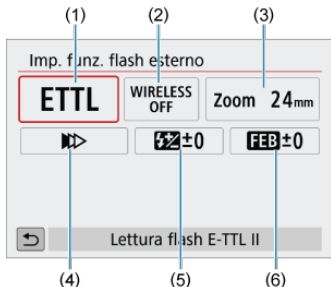 (1) (2) (3)
Imp. funz. flash esterno
ETTL WIRELESS OFF Zoom 24mm
±0 FEB±0
Lettura flash E-TTL II
(4) (5) (6)